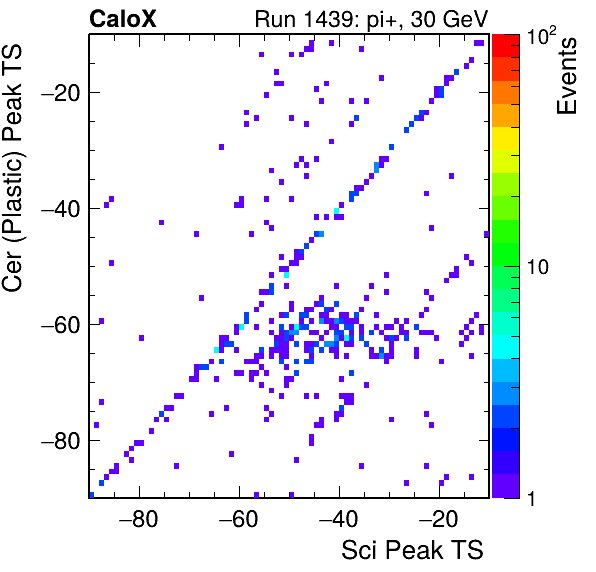 CaloX Run 1439: pi+, 30 GeV
Cer (Plastic) Peak TS
−20
−40
−60
−80
−80 −60 −40 −20
Sci Peak TS
10²
10
1
Events